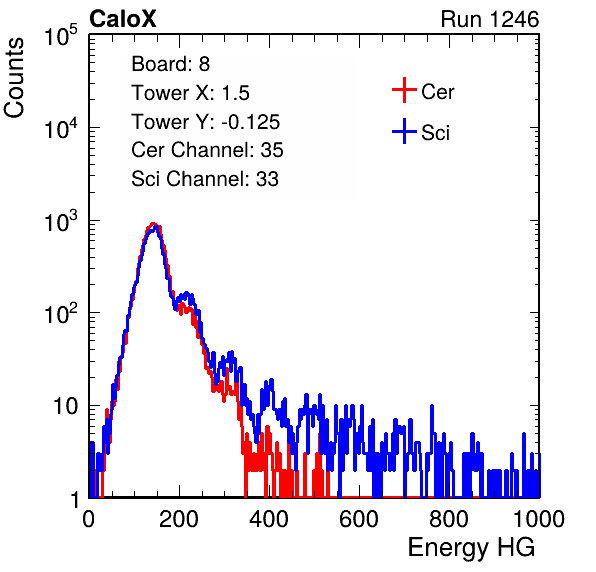 CaloX Run 1246
Counts
10^5
10^4
10^3
10^2
10
1
Board: 8
Tower X: 1.5
Tower Y: -0.125
Cer Channel: 35
Sci Channel: 33
Cer
Sci
0 200 400 600 800 1000
Energy HG